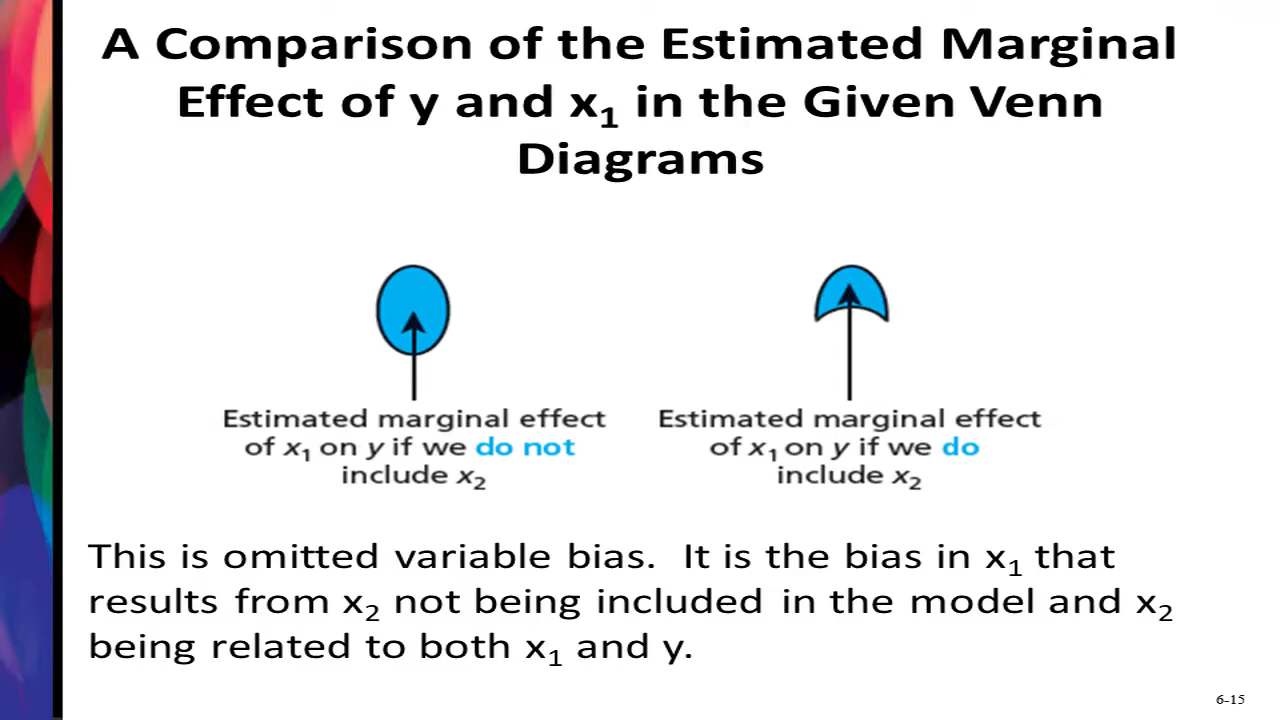 A Comparison of the Estimated Marginal
Effect of y and x₁ in the Given Venn
Diagrams
Estimated marginal effect
of x₁ on y if we do not
include x₂
Estimated marginal effect
of x₁ on y if we do
include x₂
This is omitted variable bias. It is the bias in x₁ that
results from x₂ not being included in the model and x₂
being related to both x₁ and y.
6-15